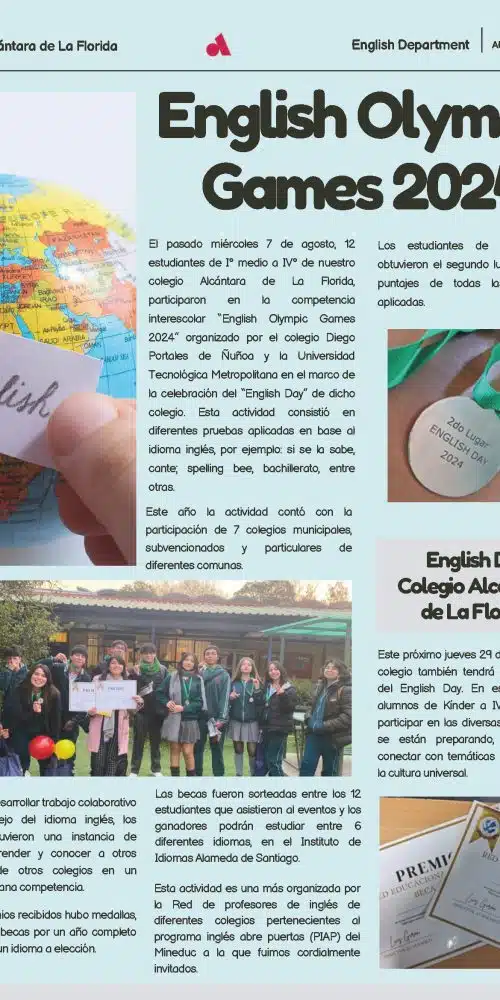 cántara de La Florida
English Department
English Olym
Games 2024
El pasado miércoles 7 de agosto, 12
estudiantes de I° medio a IV° de nuestro
colegio Alcántara de La Florida,
participaron en la competencia
interescolar "English Olympic Games
2024" organizado por el colegio Diego
Portales de Ñuñoa y la Universidad
Tecnológica Metropolitana en el marco de
la celebración del "English Day" de dicho
colegio. Esta actividad consistió en
diferentes pruebas aplicadas en base al
idioma inglés, por ejemplo: si se la sabe,
cante; spelling bee, bachillerato, entre
otras.
Este año la actividad contó con la
participación de 7 colegios municipales,
subvencionados y particulares de
diferentes comunas.
Los estudiantes de
obtuvieron el segundo lu
puntajes de todas las
aplicadas.
2do Lugar
ENGLISH DAY
2024
English D
Colegio Alc
de La Flo
Este próximo jueves 29 d
colegio también tendrá
del English Day. En es
alumnos de Kínder a IV
participar en las diversas
se están preparando,
conectar con temáticas
la cultura universal.
esarrollar trabajo colaborativo
ejo del idioma inglés, los
uvieron una instancia de
render y conocer a otros
de otros colegios en un
ana competencia.
nios recibidos hubo medallas,
becas por un año completo
un idioma a elección.
Las becas fueron sorteadas entre los 12
estudiantes que asistieron al eventos y los
ganadores podrán estudiar entre 6
diferentes idiomas, en el Instituto de
Idiomas Alameda de Santiago.
Esta actividad es una más organizada por
la Red de profesores de inglés de
diferentes colegios pertenecientes al
programa inglés abre puertas (PIAP) del
Mineduc a la que fuimos cordialmente
invitados.
PREMI
BECA